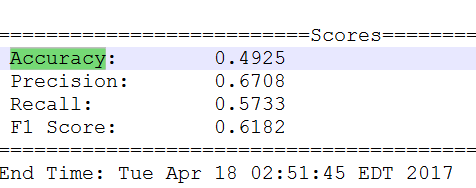 ==========================Scores========
Accuracy: 0.4925
Precision: 0.6708
Recall: 0.5733
F1 Score: 0.6182
========================================
End Time: Tue Apr 18 02:51:45 EDT 2017